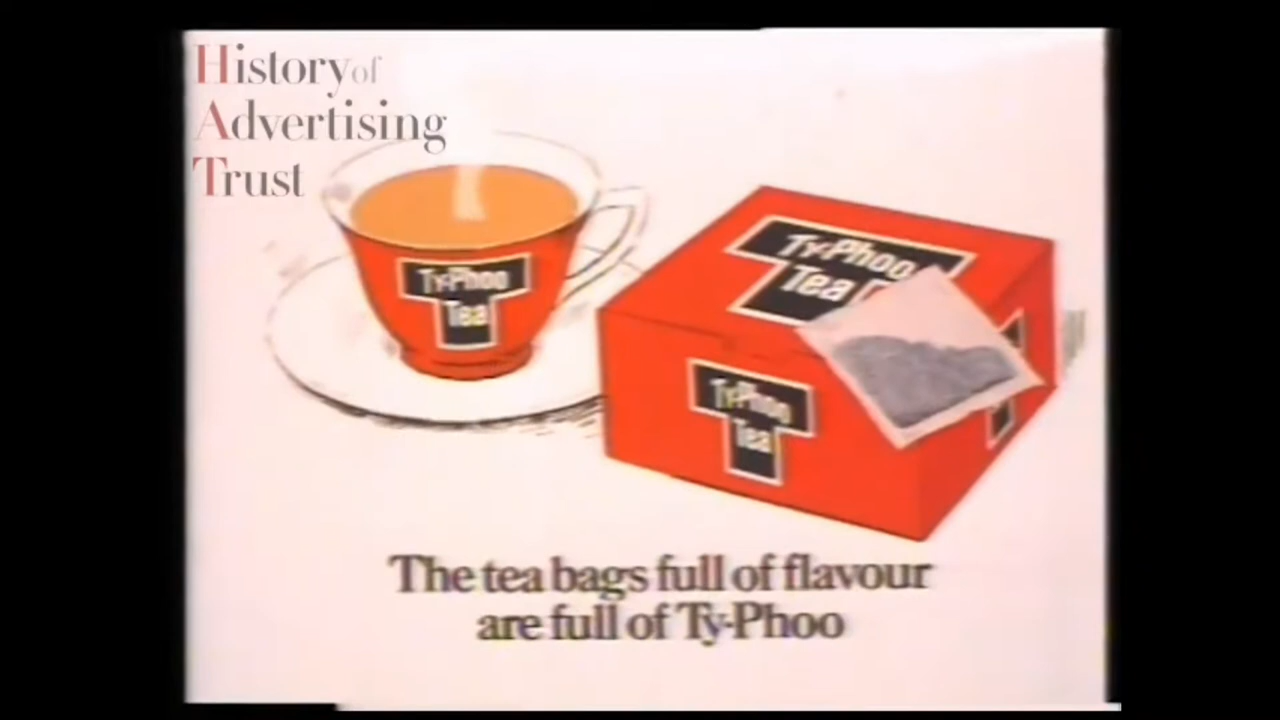 History of
Advertising
Trust
Ty·Phoo
Tea
Ty·Phoo
Tea
Ty·Phoo
Tea
The tea bags full of flavour
are full of Ty-Phoo